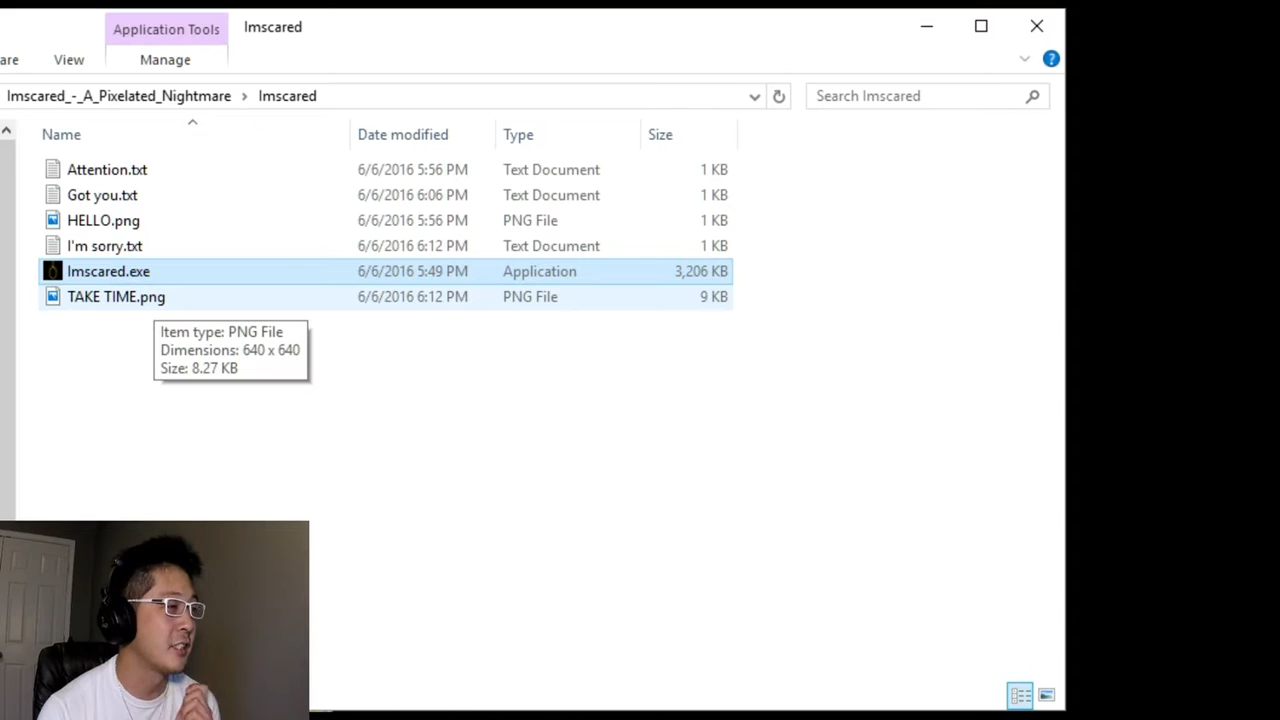 Application Tools
Imscared
are View Manage
Imscared_-_A_Pixelated_Nightmare > Imscared
Search Imscared
Name Date modified Type Size
Attention.txt 6/6/2016 5:56 PM Text Document 1 KB
Got you.txt 6/6/2016 6:06 PM Text Document 1 KB
HELLO.png 6/6/2016 5:56 PM PNG File 1 KB
I'm sorry.txt 6/6/2016 6:12 PM Text Document 1 KB
Imscared.exe 6/6/2016 5:49 PM Application 3,206 KB
TAKE TIME.png 6/6/2016 6:12 PM PNG File 9 KB
Item type: PNG File
Dimensions: 640 x 640
Size: 8.27 KB